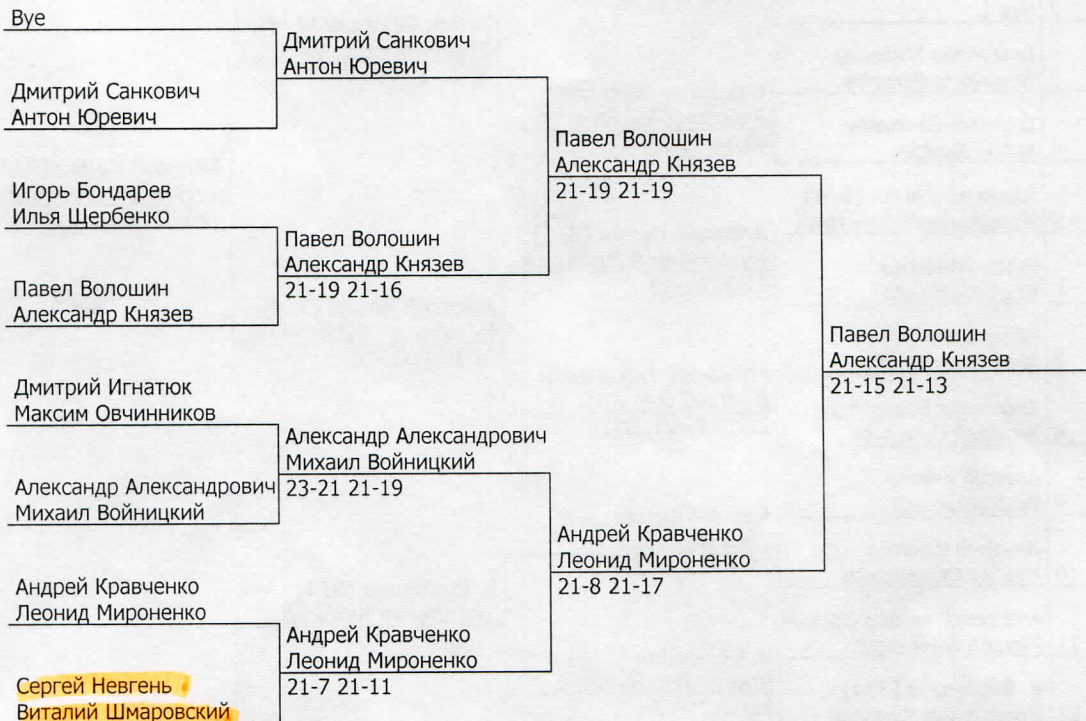 Bye
Дмитрий Санкович
Антон Юревич
Дмитрий Санкович
Антон Юревич
Павел Волошин
Александр Князев
21-19 21-19
Игорь Бондарев
Илья Щербенко
Павел Волошин
Александр Князев
21-19 21-16
Павел Волошин
Александр Князев
Павел Волошин
Александр Князев
21-15 21-13
Дмитрий Игнатюк
Максим Овчинников
Александр Александрович
Михаил Войницкий
23-21 21-19
Александр Александрович
Михаил Войницкий
Андрей Кравченко
Леонид Мироненко
21-8 21-17
Андрей Кравченко
Леонид Мироненко
Андрей Кравченко
Леонид Мироненко
21-7 21-11
Сергей Невгень
Виталий Шмаровский